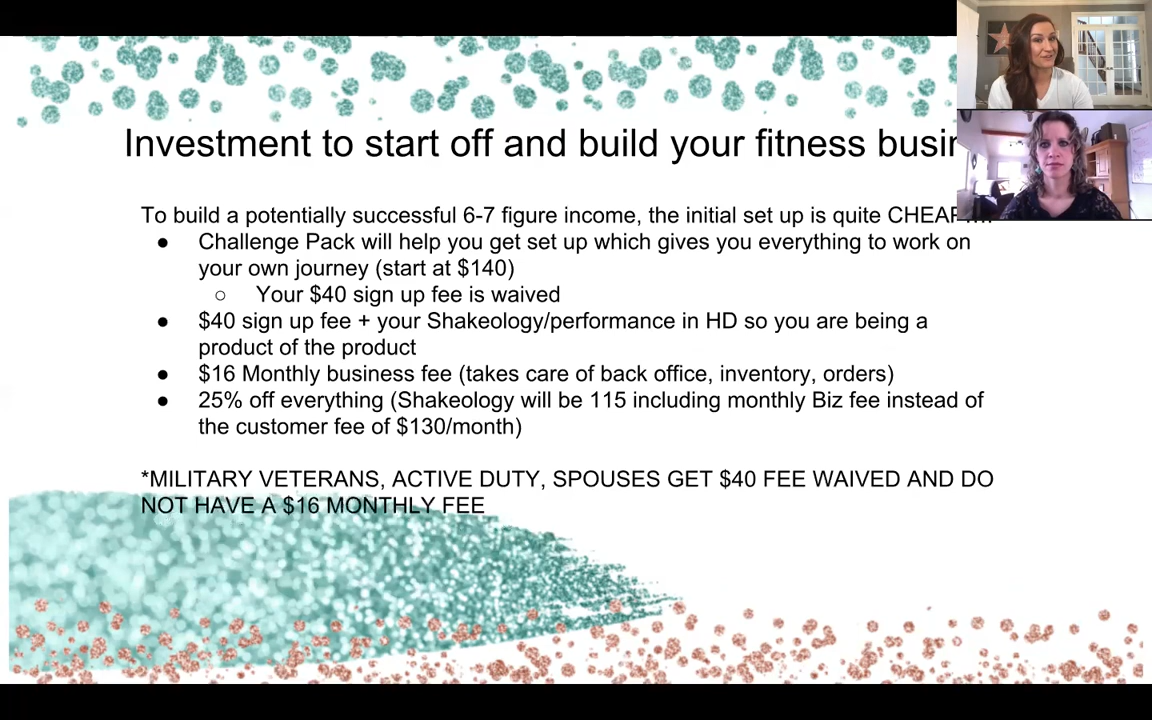 Investment to start off and build your fitness busin
To build a potentially successful 6-7 figure income, the initial set up is quite CHEAP
● Challenge Pack will help you get set up which gives you everything to work on
your own journey (start at $140)
○ Your $40 sign up fee is waived
● $40 sign up fee + your Shakeology/performance in HD so you are being a
product of the product
● $16 Monthly business fee (takes care of back office, inventory, orders)
● 25% off everything (Shakeology will be 115 including monthly Biz fee instead of
the customer fee of $130/month)
*MILITARY VETERANS, ACTIVE DUTY, SPOUSES GET $40 FEE WAIVED AND DO
NOT HAVE A $16 MONTHLY FEE